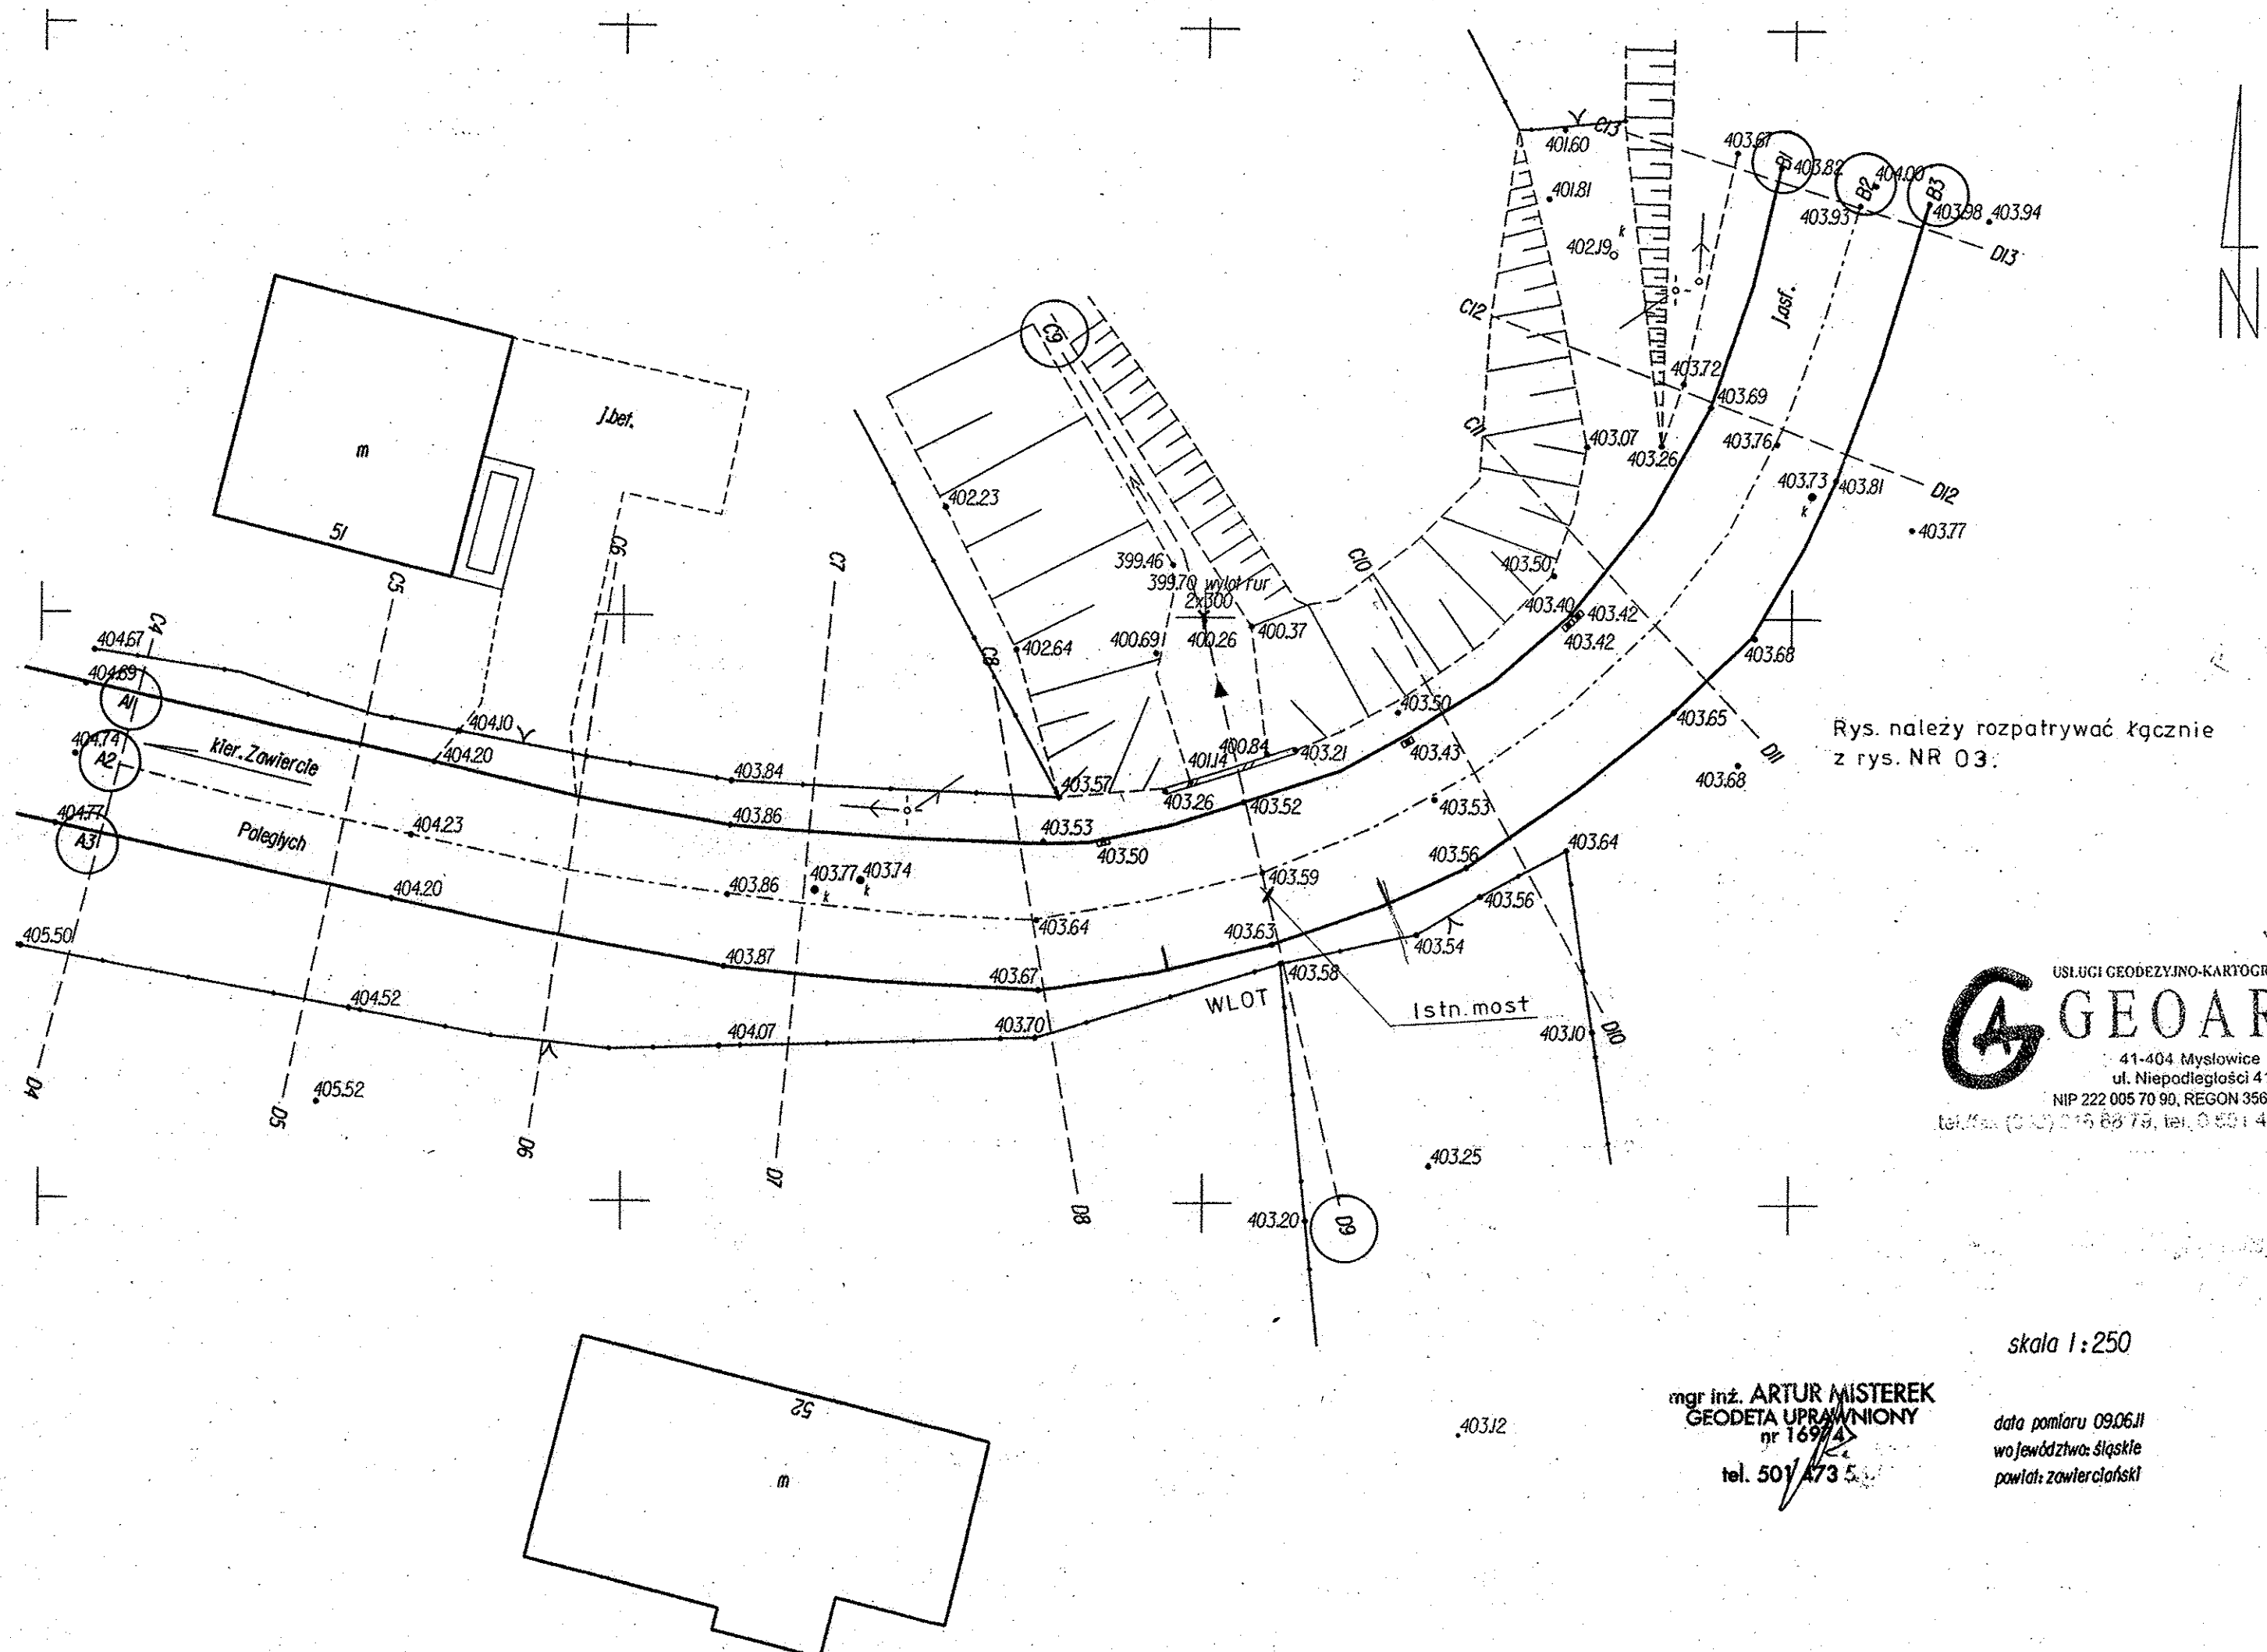 C13
401.60
403.67
B1
403.82
B2
404.00
B3
401.81
403.93
403.98
403.94
402.19
k
D13
j.asf.
C12
C9
N
403.72
403.69
j.bet.
C11
403.07
403.26
403.76
m
403.73
403.81
k
D12
402.23
403.77
51
C6
C7
C10
399.46
403.50
399.70 wylot rur
2x300
C5
403.40
403.42
C4
404.67
402.64
400.69
400.26
400.37
403.42
C8
403.68
404.69
A1
403.50
403.65
404.10
404.74
A2
kier. Zawiercie
404.20
400.84
401.14
403.21
403.43
D11
Rys. należy rozpatrywać łącznie
z rys. NR 03.
403.84
403.57
403.68
403.26
403.52
403.53
404.77
A3
Poległych
404.23
403.86
403.53
403.50
403.64
403.77
403.74
k
k
403.56
404.20
403.86
403.59
403.56
403.64
405.50
403.63
403.54
403.87
403.67
403.58
404.52
WLOT
Istn. most
403.70
404.07
403.10
D10
D4
D5
405.52
D6
D7
D8
403.25
403.20
D9
USŁUGI GEODEZYJNO-KARTOGR
GA
GEOAR
41-404 Mysłowice
ul. Niepodległości 41
NIP 222 005 70 90, REGON 356
52
m
403.12
skala 1:250
mgr inż. ARTUR MISTEREK
GEODETA UPRAWNIONY
nr 16974
tel. 501 473
data pomiaru 09.06.11
województwo: śląskie
powiat: zawierciański